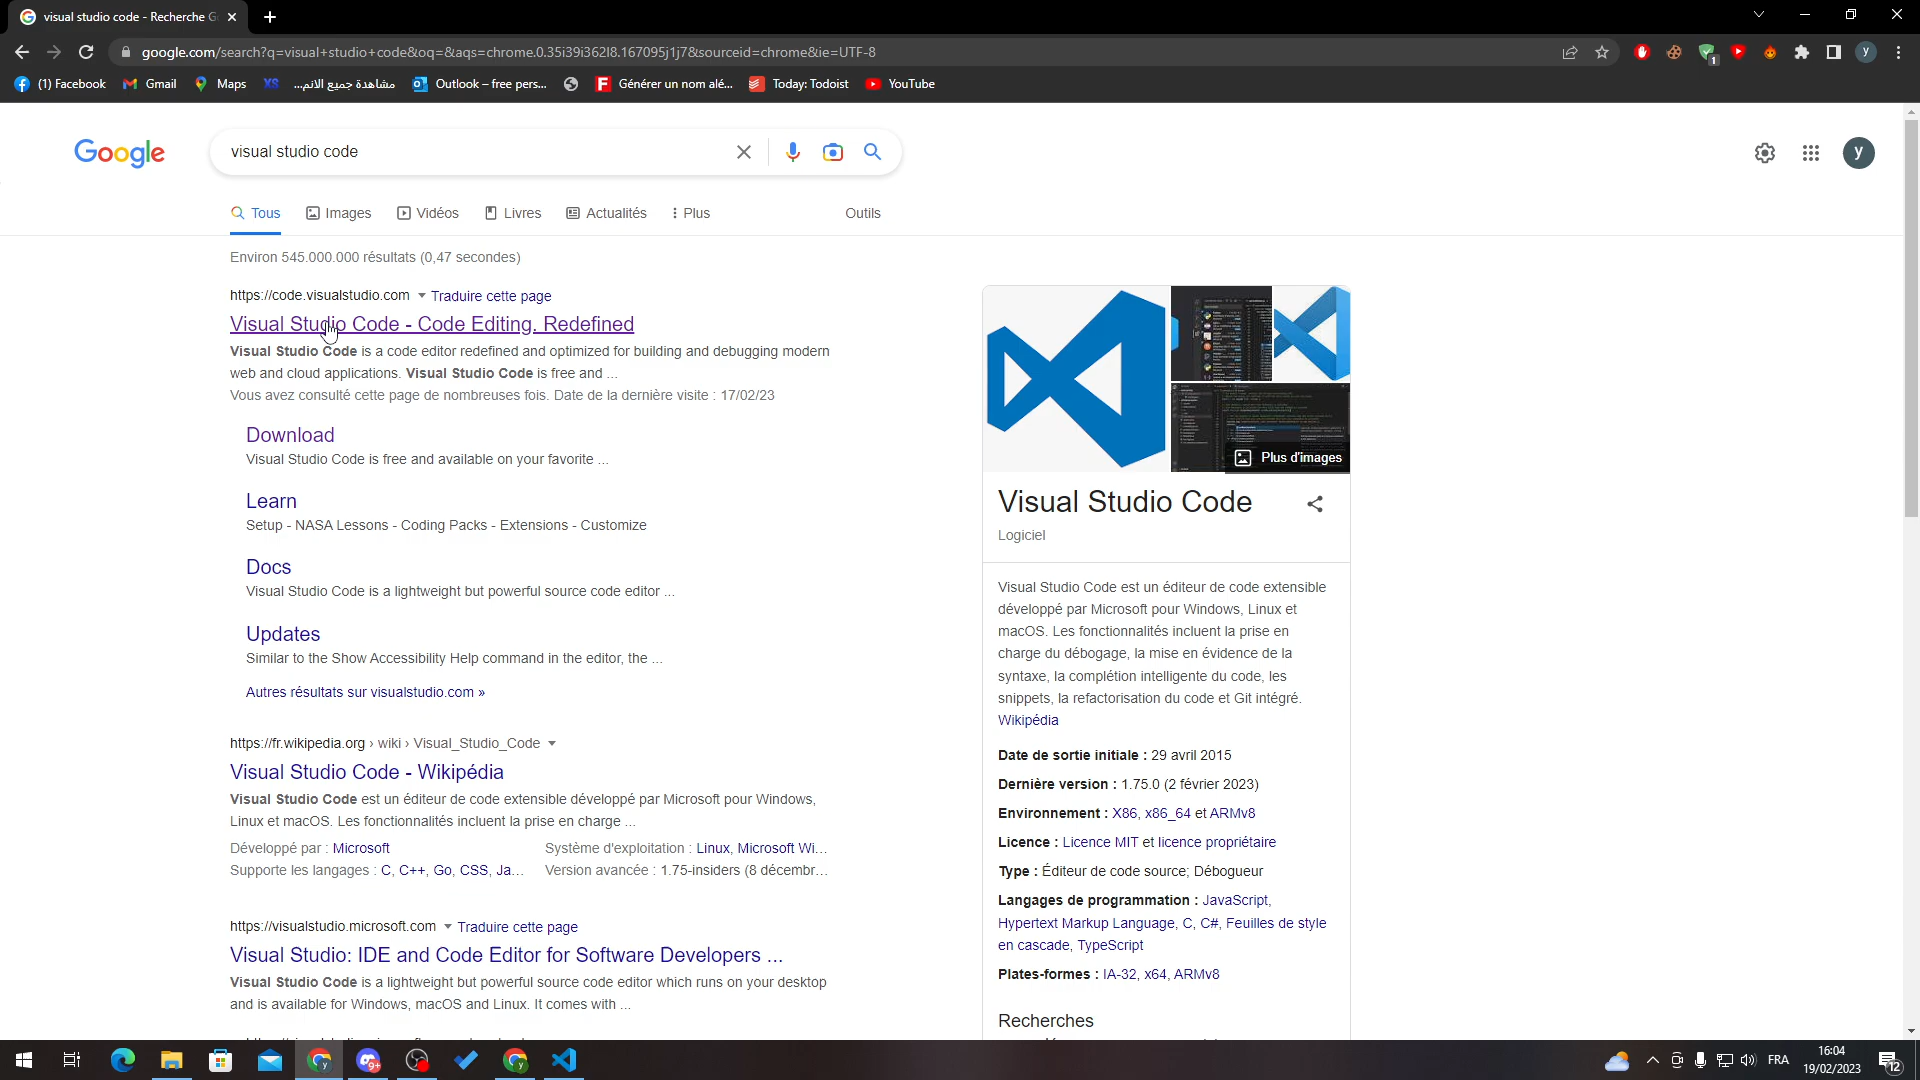 visual studio code - Recherche G
google.com/search?q=visual+studio+code&oq=&aqs=chrome.0.35i39i362l8.167095j1j7&sourceid=chrome&ie=UTF-8
1
y
(1) Facebook
Gmail
Maps
XS
مشاهدة جميع الانم...
Outlook – free pers...
Générer un nom alé...
Today: Todoist
YouTube
Google
visual studio code
y
Tous
Images
Vidéos
Livres
Actualités
Plus
Outils
Environ 545.000.000 résultats (0,47 secondes)
https://code.visualstudio.com
Traduire cette page
Visual Studio Code - Code Editing. Redefined
Visual Studio Code is a code editor redefined and optimized for building and debugging modern
web and cloud applications. Visual Studio Code is free and ...
Vous avez consulté cette page de nombreuses fois. Date de la dernière visite : 17/02/23
Download
Visual Studio Code is free and available on your favorite ...
Learn
Setup - NASA Lessons - Coding Packs - Extensions - Customize
Docs
Visual Studio Code is a lightweight but powerful source code editor ...
Updates
Similar to the Show Accessibility Help command in the editor, the ...
Autres résultats sur visualstudio.com »
https://fr.wikipedia.org › wiki › Visual_Studio_Code
Visual Studio Code - Wikipédia
Visual Studio Code est un éditeur de code extensible développé par Microsoft pour Windows,
Linux et macOS. Les fonctionnalités incluent la prise en charge ...
Développé par : Microsoft
Système d'exploitation : Linux, Microsoft Wi...
Supporte les langages : C, C++, Go, CSS, Ja...
Version avancée : 1.75-insiders (8 décembr...
https://visualstudio.microsoft.com
Traduire cette page
Visual Studio: IDE and Code Editor for Software Developers ...
Visual Studio Code is a lightweight but powerful source code editor which runs on your desktop
and is available for Windows, macOS and Linux. It comes with ...
Plus d'images
Visual Studio Code
Logiciel
Visual Studio Code est un éditeur de code extensible
développé par Microsoft pour Windows, Linux et
macOS. Les fonctionnalités incluent la prise en
charge du débogage, la mise en évidence de la
syntaxe, la complétion intelligente du code, les
snippets, la refactorisation du code et Git intégré.
Wikipédia
Date de sortie initiale : 29 avril 2015
Dernière version : 1.75.0 (2 février 2023)
Environnement : X86, x86_64 et ARMv8
Licence : Licence MIT et licence propriétaire
Type : Éditeur de code source; Débogueur
Langages de programmation : JavaScript,
Hypertext Markup Language, C, C#, Feuilles de style
en cascade, TypeScript
Plates-formes : IA-32, x64, ARMv8
Recherches
9+
FRA
16:04
19/02/2023
12